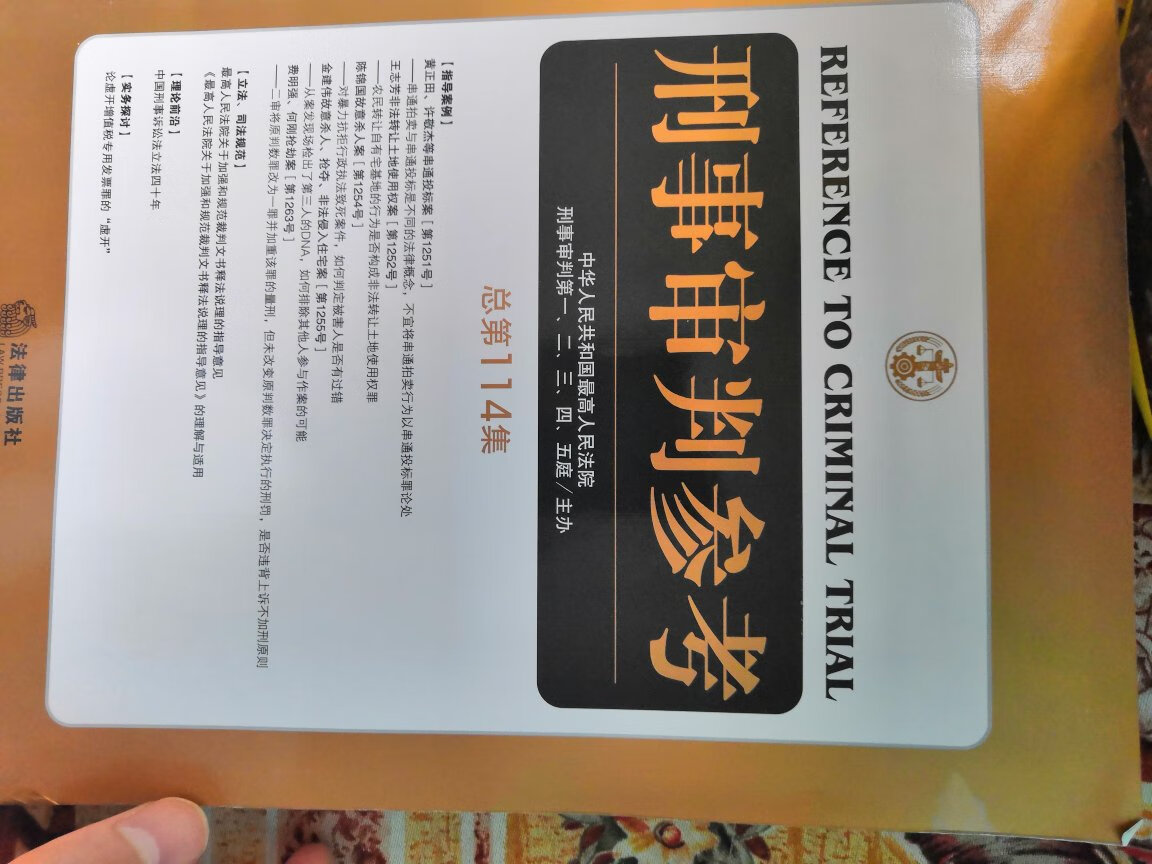 REFERENCE TO CRIMINAL TRIAL
刑事审判参考
中华人民共和国最高人民法院
刑事审判第一、二、三、四、五庭／主办
总第114集
【指导案例】
黄正田、许敬杰等串通投标案［第1251号］
——串通拍卖与串通投标是不同的法律概念，不宜将串通拍卖行为以串通投标罪论处
王志芳非法转让土地使用权案［第1252号］
——农民转让自有宅基地的行为是否构成非法转让土地使用权罪
陈锦国故意杀人案［第1254号］
——对暴力抗拒行政执法致死案件，如何判定被害人是否有过错
金建伟故意杀人、抢夺、非法侵入住宅案［第1255号］
——从案发现场检出了第三人的DNA，如何排除其他人参与作案的可能
费明强、何刚抢劫案［第1263号］
——二审将原判数罪改为一罪并加重该罪的量刑，但未改变原判数罪决定执行的刑罚，是否违背上诉不加刑原则
【立法 司法规范】
最高人民法院关于加强和规范裁判文书释法说理的指导意见
《最高人民法院关于加强和规范裁判文书释法说理的指导意见》的理解与适用
【理论前沿】
中国刑事诉讼法立法四十年
【实务探讨】
论虚开增值税专用发票罪的“虚开”
法律出版社